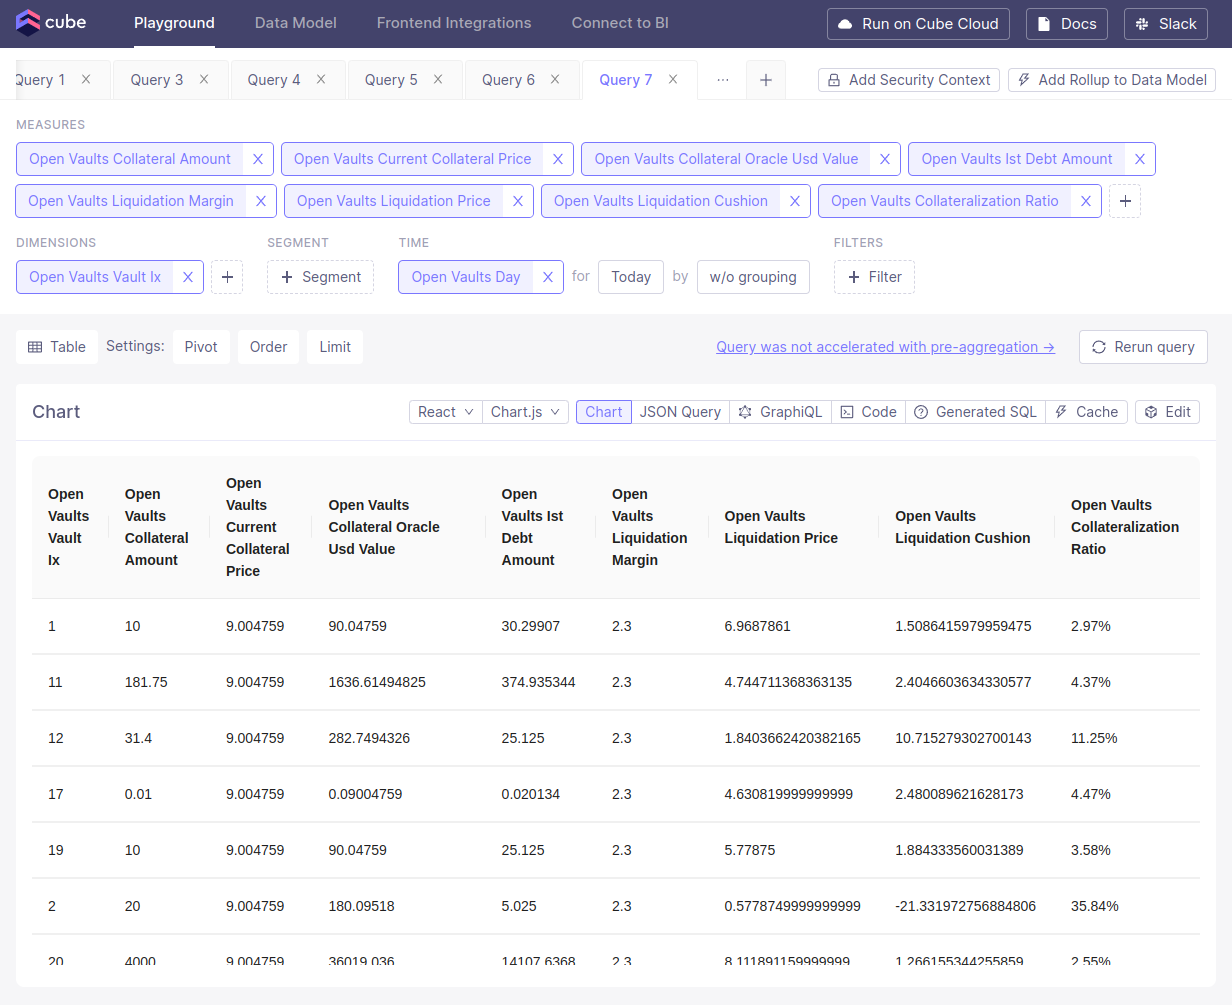 cube Playground Data Model Frontend Integrations Connect to BI Run on Cube Cloud Docs Slack
Query 1 Query 3 Query 4 Query 5 Query 6 Query 7 ... + Add Security Context Add Rollup to Data Model
MEASURES
Open Vaults Collateral Amount Open Vaults Current Collateral Price Open Vaults Collateral Oracle Usd Value Open Vaults Ist Debt Amount
Open Vaults Liquidation Margin Open Vaults Liquidation Price Open Vaults Liquidation Cushion Open Vaults Collateralization Ratio +
DIMENSIONS SEGMENT TIME FILTERS
Open Vaults Vault Ix + + Segment Open Vaults Day for Today by w/o grouping + Filter
Table Settings: Pivot Order Limit Query was not accelerated with pre-aggregation → Rerun query
Chart React Chart.js Chart JSON Query GraphiQL Code Generated SQL Cache Edit
Open Vaults Vault Ix Open Vaults Collateral Amount Open Vaults Current Collateral Price Open Vaults Collateral Oracle Usd Value Open Vaults Ist Debt Amount Open Vaults Liquidation Margin Open Vaults Liquidation Price Open Vaults Liquidation Cushion Open Vaults Collateralization Ratio
1 10 9.004759 90.04759 30.29907 2.3 6.9687861 1.5086415979959475 2.97%
11 181.75 9.004759 1636.61494825 374.935344 2.3 4.744711368363135 2.4046603634330577 4.37%
12 31.4 9.004759 282.7494326 25.125 2.3 1.8403662420382165 10.715279302700143 11.25%
17 0.01 9.004759 0.09004759 0.020134 2.3 4.630819999999999 2.480089621628173 4.47%
19 10 9.004759 90.04759 25.125 2.3 5.77875 1.884333560031389 3.58%
2 20 9.004759 180.09518 5.025 2.3 0.5778749999999999 -21.331972756884806 35.84%
20 4000 9.004759 36019.036 14107.6368 2.3 8.111891159999999 1.266155344255859 2.55%